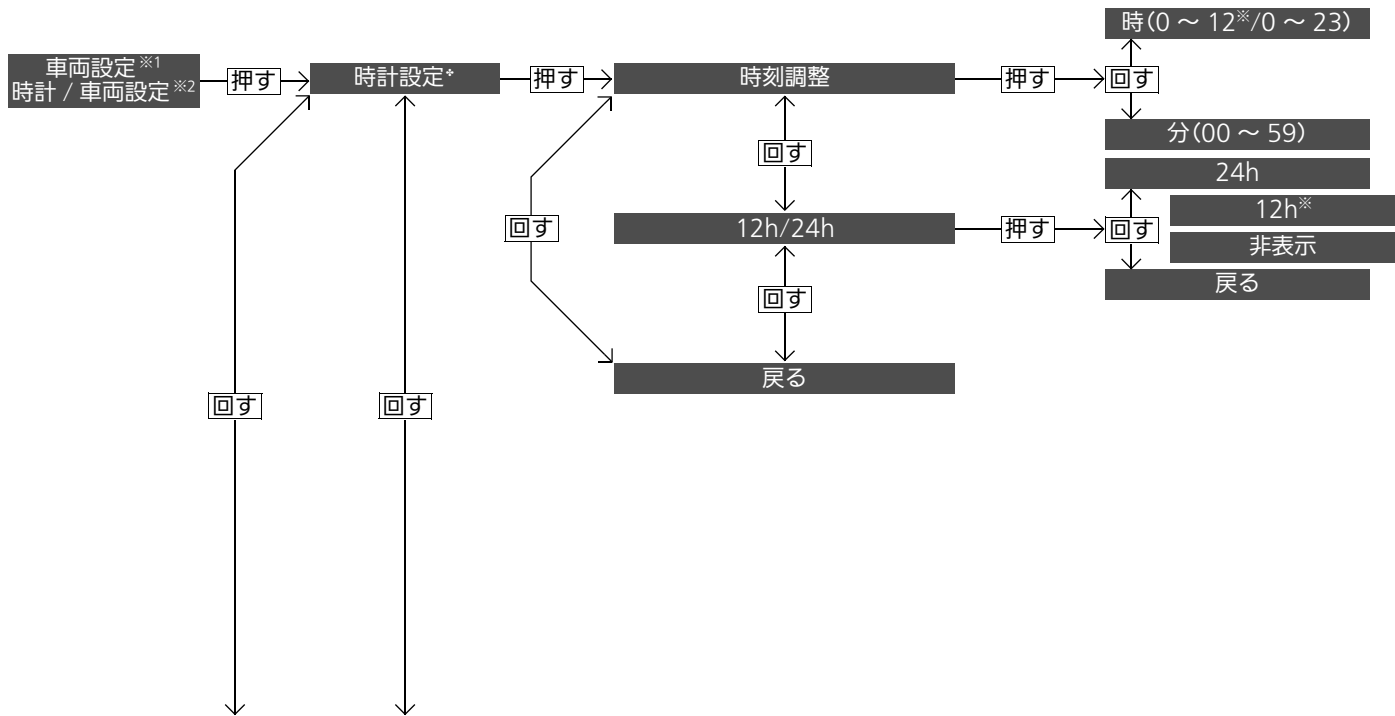 時(0 ～ 12※/0 ～ 23)
車両設定※1
時計 / 車両設定※2
押す
時計設定*
押す
時刻調整
押す
回す
分(00 ～ 59)
回す
24h
回す
12h/24h
押す
回す
12h※
非表示
戻る
回す
戻る
回す
回す